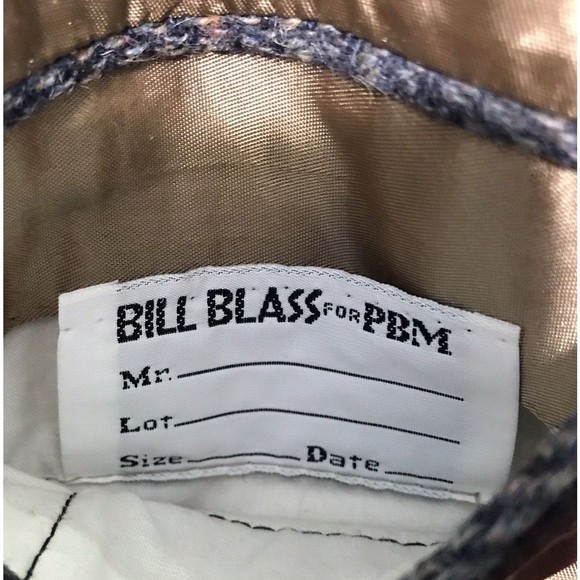 BILL BLASS FOR PBM
Mr.
Lot
Size Date